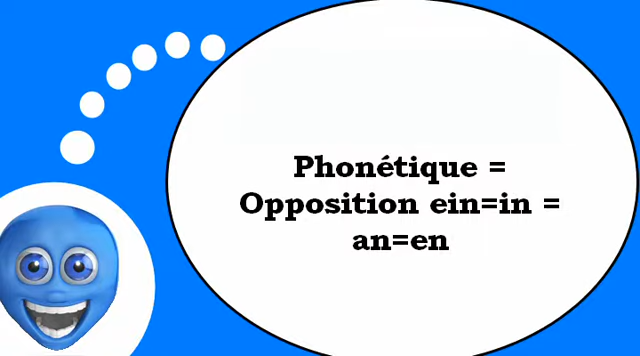 Phonétique =
Opposition ein=in =
an=en